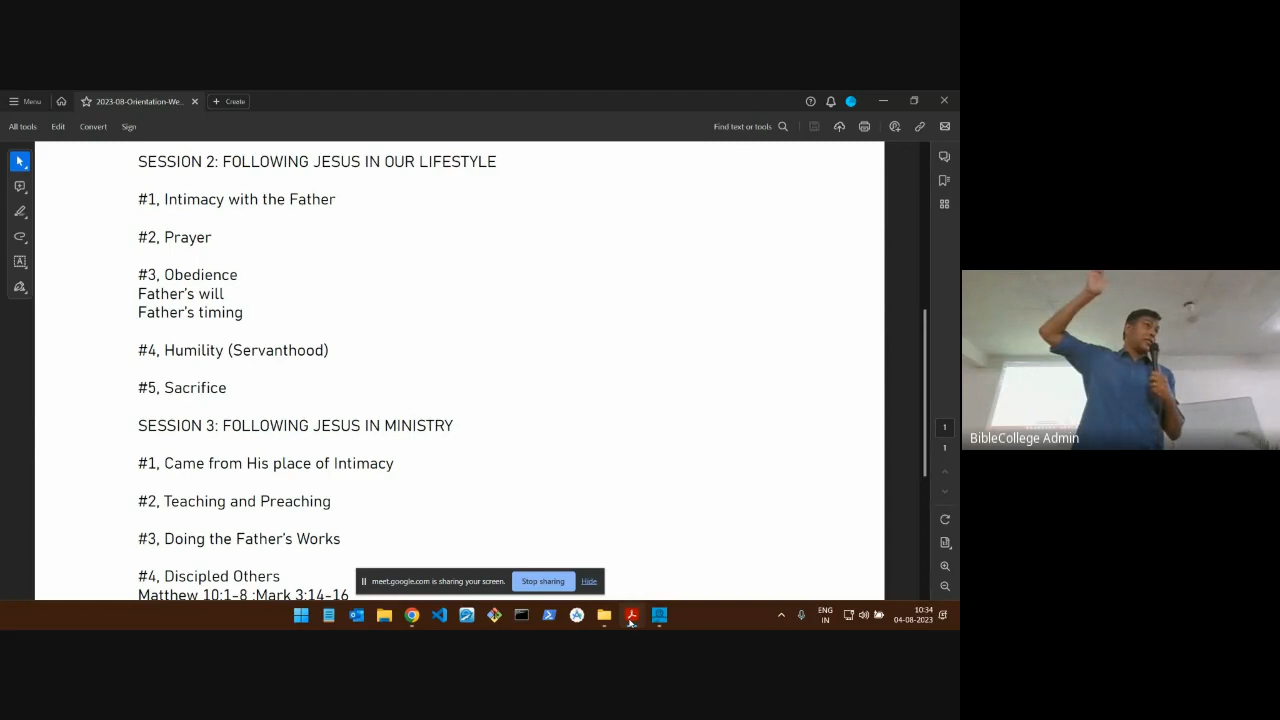 Menu
2023-08-Orientation-We...
Create
All tools
Edit
Convert
Sign
Find text or tools
SESSION 2: FOLLOWING JESUS IN OUR LIFESTYLE
#1, Intimacy with the Father
#2, Prayer
#3, Obedience
Father's will
Father's timing
#4, Humility (Servanthood)
#5, Sacrifice
SESSION 3: FOLLOWING JESUS IN MINISTRY
#1, Came from His place of Intimacy
#2, Teaching and Preaching
#3, Doing the Father's Works
#4, Discipled Others
Matthew 10:1-8 ;Mark 3:14-16
1
1
meet.google.com is sharing your screen.
Stop sharing
Hide
ENG
IN
10:34
04-08-2023
BibleCollege Admin